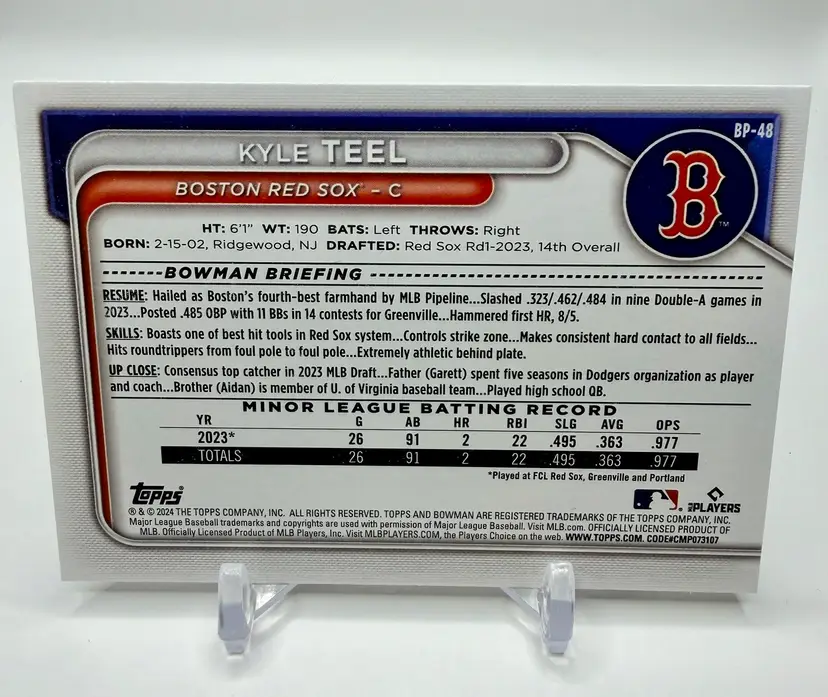 BP-48
KYLE TEEL
B
TM
BOSTON RED SOX® - C
HT: 6'1" WT: 190 BATS: Left THROWS: Right
BORN: 2-15-02, Ridgewood, NJ DRAFTED: Red Sox Rd1-2023, 14th Overall
-------BOWMAN BRIEFING -------
RESUME: Hailed as Boston's fourth-best farmhand by MLB Pipeline...Slashed .323/.462/.484 in nine Double-A games in
2023...Posted .485 OBP with 11 BBs in 14 contests for Greenville...Hammered first HR, 8/5.
SKILLS: Boasts one of best hit tools in Red Sox system...Controls strike zone...Makes consistent hard contact to all fields...
Hits roundtrippers from foul pole to foul pole...Extremely athletic behind plate.
UP CLOSE: Consensus top catcher in 2023 MLB Draft...Father (Garett) spent five seasons in Dodgers organization as player
and coach...Brother (Aidan) is member of U. of Virginia baseball team...Played high school QB.
MINOR LEAGUE BATTING RECORD
YR G AB HR RBI SLG AVG OPS
2023* 26 91 2 22 .495 .363 .977
TOTALS 26 91 2 22 .495 .363 .977
*Played at FCL Red Sox, Greenville and Portland
topps®
MLB PLAYERS
® & © 2024 THE TOPPS COMPANY, INC. ALL RIGHTS RESERVED. TOPPS AND BOWMAN ARE REGISTERED TRADEMARKS OF THE TOPPS COMPANY, INC.
Major League Baseball trademarks and copyrights are used with permission of Major League Baseball. Visit MLB.com. OFFICIALLY LICENSED PRODUCT OF
MLB. Officially Licensed Product of MLB Players, Inc. Visit MLBPLAYERS.COM, the Players Choice on the web. WWW.TOPPS.COM. CODE#CMP073107